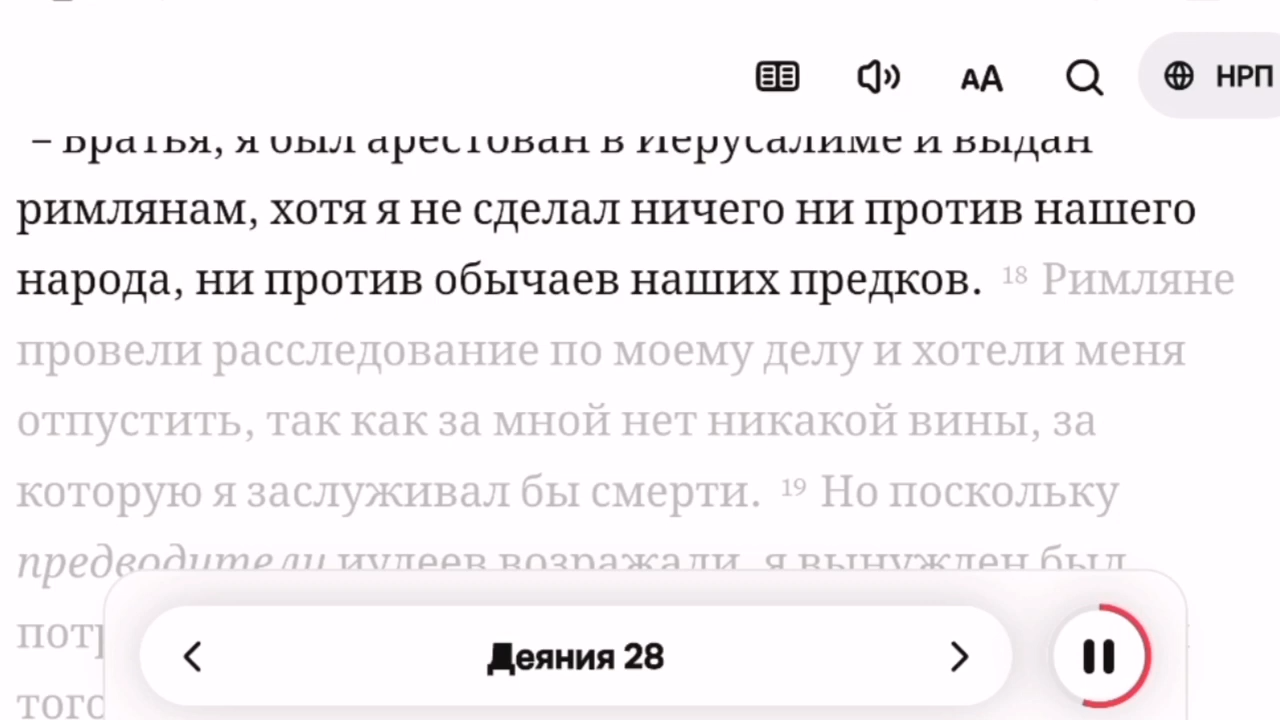 AA
НРП
– Братья, я был арестован в Иерусалиме и выдан
римлянам, хотя я не сделал ничего ни против нашего
народа, ни против обычаев наших предков. 18 Римляне
провели расследование по моему делу и хотели меня
отпустить, так как за мной нет никакой вины, за
которую я заслуживал бы смерти. 19 Но поскольку
предводители иудеев возражали, я вынужден был
того
Деяния 28